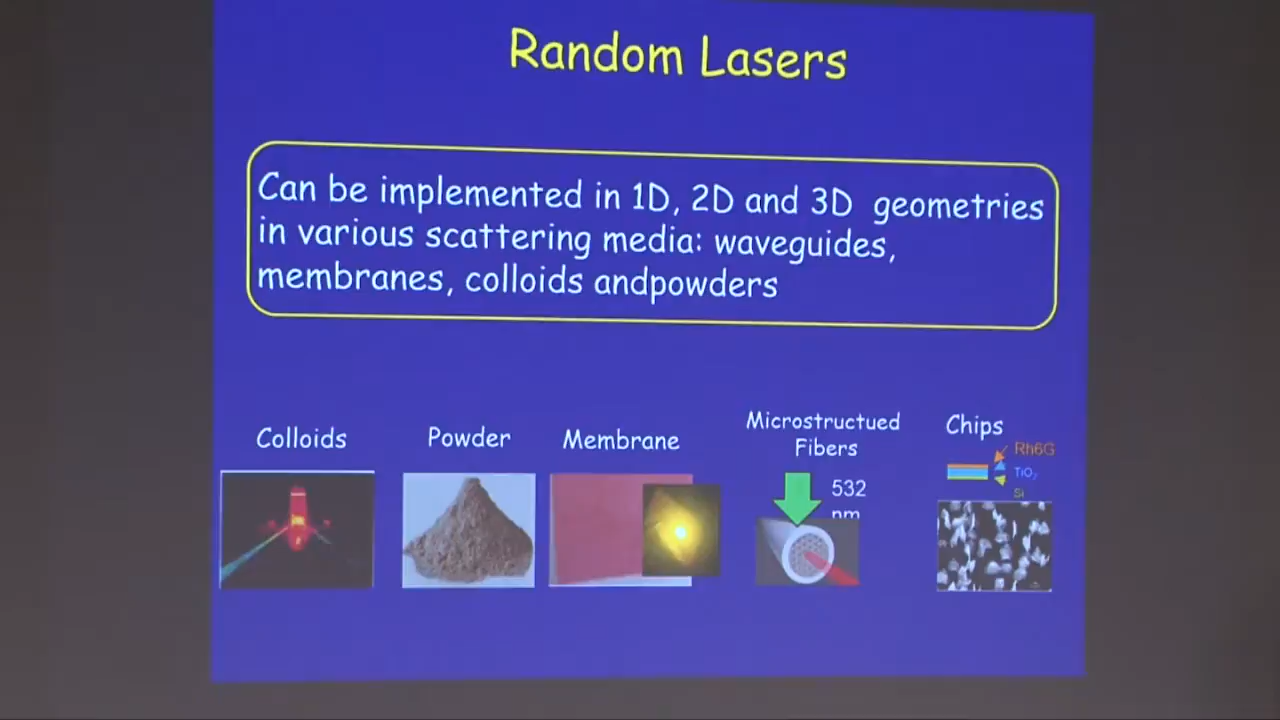 Random Lasers
Can be implemented in 1D, 2D and 3D geometries
in various scattering media: waveguides,
membranes, colloids andpowders
Colloids
Powder
Membrane
Microstructued
Fibers
532
nm
Chips
Rh6G
TiO₂
Si